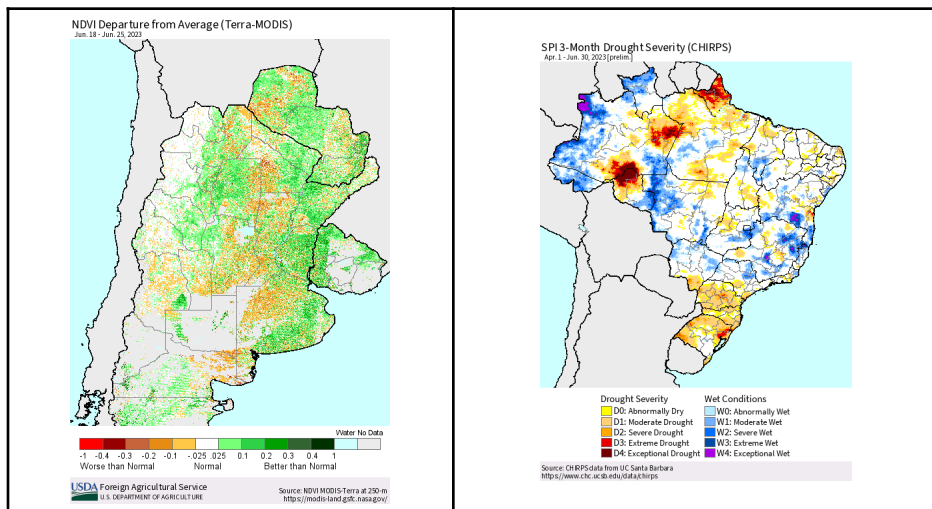 NDVI Departure from Average (Terra-MODIS)
Jun. 18 - Jun. 25, 2023
Water No Data
-1 -0.4 -0.3 -0.2 -0.1 -0.025 0.1 0.2 0.3 0.4 1
Worse than Normal Normal Better than Normal
USDA Foreign Agricultural Service
U.S. DEPARTMENT OF AGRICULTURE
Source: NDVI MODIS-Terra at 250-m
https://modis-land.gsfc.nasa.gov/
SPI 3-Month Drought Severity (CHIRPS)
Apr. 1 - Jun. 30, 2023 [prelim.]
Drought Severity
D0: Abnormally Dry
D1: Moderate Drought
D2: Severe Drought
D3: Extreme Drought
D4: Exceptional Drought
Wet Conditions
W0: Abnormally Wet
W1: Moderate Wet
W2: Severe Wet
W3: Extreme Wet
W4: Exceptional Wet
Source: CHIRPS data from UC Santa Barbara
https://www.chc.ucsb.edu/data/chirps